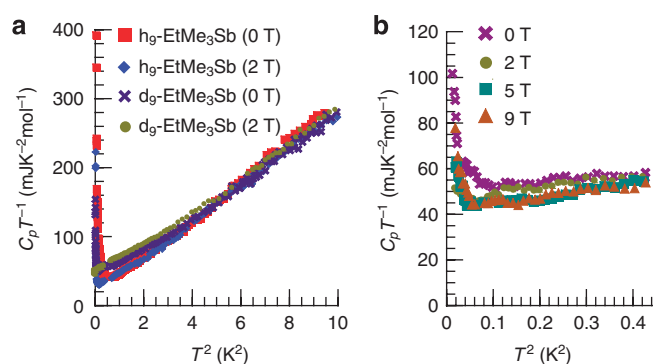 a
h₉-EtMe₃Sb (0 T)
h₉-EtMe₃Sb (2 T)
d₉-EtMe₃Sb (0 T)
d₉-EtMe₃Sb (2 T)
400
300
200
100
0
0 2 4 6 8 10
CₚT⁻¹ (mJK⁻²mol⁻¹)
T² (K²)
b
0 T
2 T
5 T
9 T
120
100
80
60
40
20
0
0 0.1 0.2 0.3 0.4
CₚT⁻¹ (mJK⁻²mol⁻¹)
T² (K²)